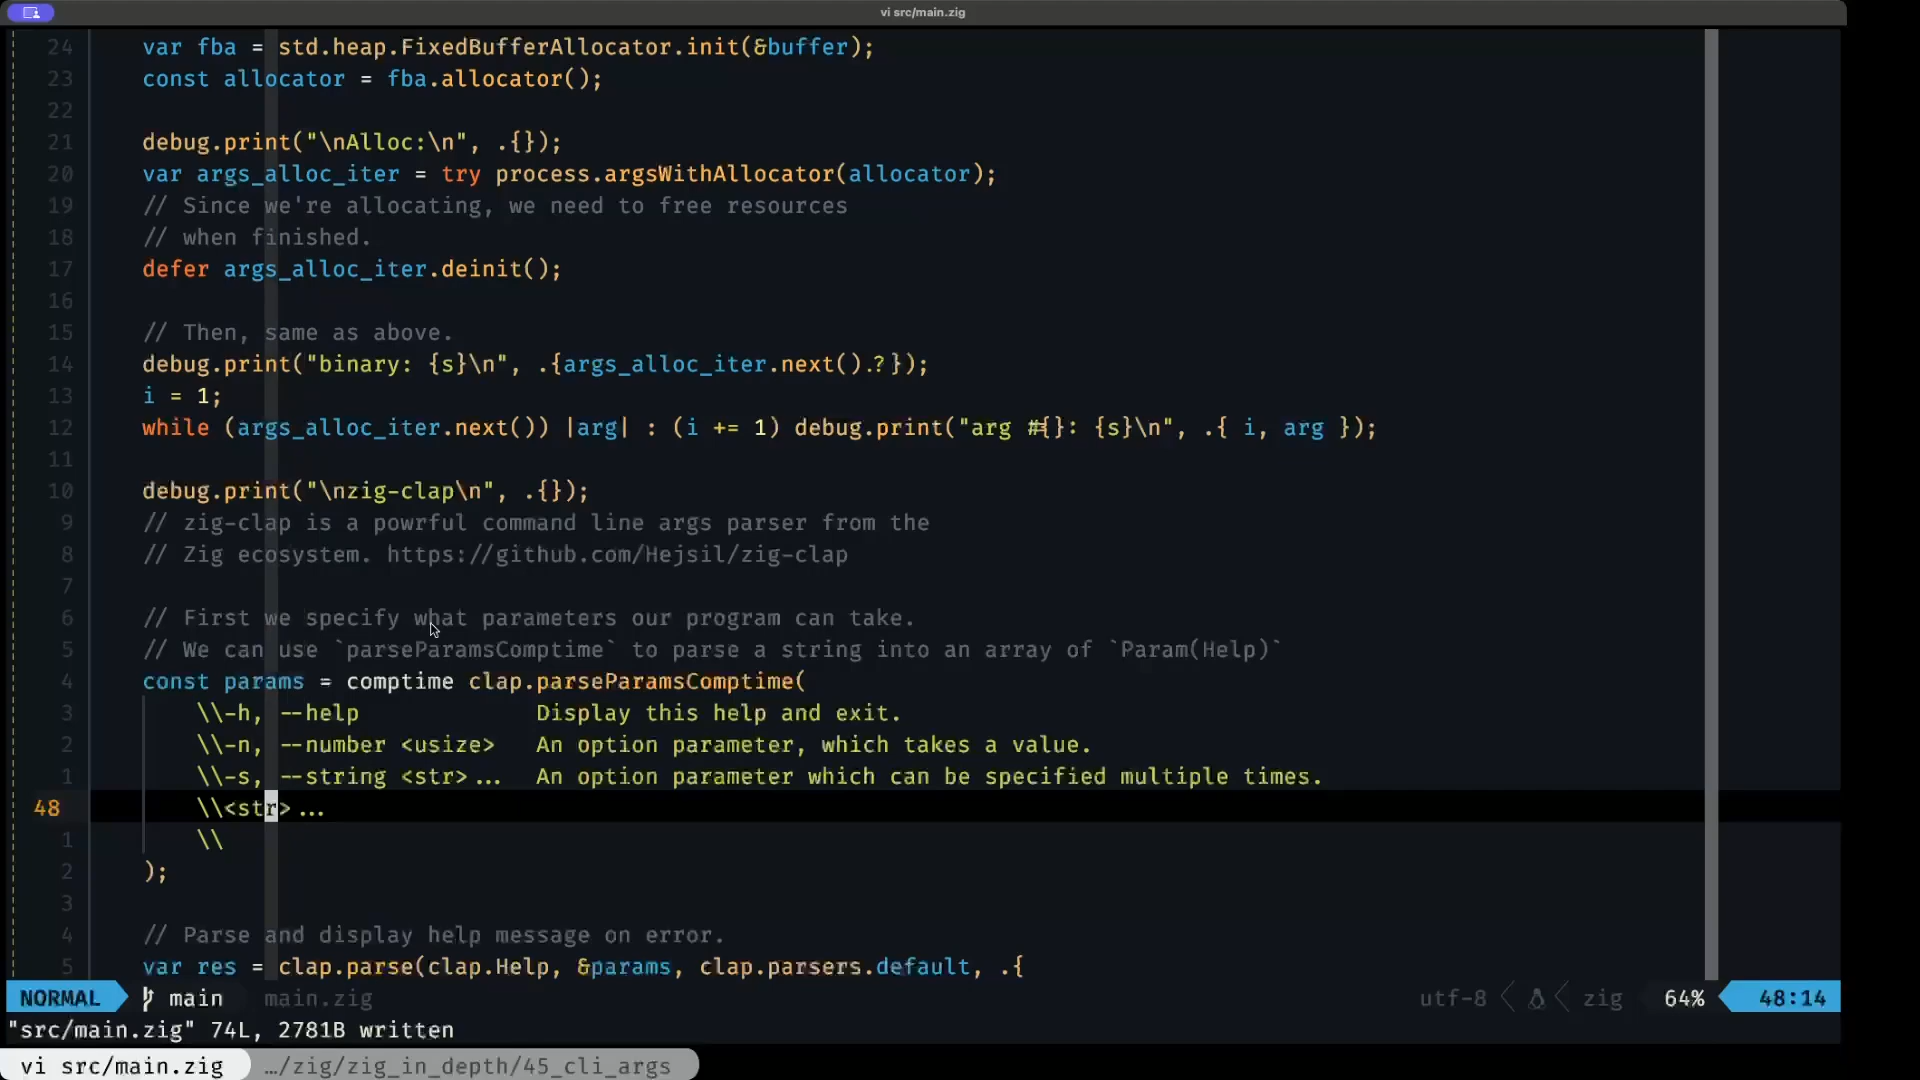 vi src/main.zig
24 var fba = std.heap.FixedBufferAllocator.init(&buffer);
23 const allocator = fba.allocator();
22
21 debug.print("\nAlloc:\n", .{});
20 var args_alloc_iter = try process.argsWithAllocator(allocator);
19 // Since we're allocating, we need to free resources
18 // when finished.
17 defer args_alloc_iter.deinit();
16
15 // Then, same as above.
14 debug.print("binary: {s}\n", .{args_alloc_iter.next().?});
13 i = 1;
12 while (args_alloc_iter.next()) |arg| : (i += 1) debug.print("arg #{}: {s}\n", .{ i, arg });
11
10 debug.print("\nzig-clap\n", .{});
9 // zig-clap is a powrful command line args parser from the
8 // Zig ecosystem. https://github.com/Hejsil/zig-clap
7
6 // First we specify what parameters our program can take.
5 // We can use `parseParamsComptime` to parse a string into an array of `Param(Help)`
4 const params = comptime clap.parseParamsComptime(
3 \\-h, --help Display this help and exit.
2 \\-n, --number <usize> An option parameter, which takes a value.
1 \\-s, --string <str>... An option parameter which can be specified multiple times.
48 \\<str>...
1 \\
2 );
3
4 // Parse and display help message on error.
5 var res = clap.parse(clap.Help, &params, clap.parsers.default, .{
NORMAL main main.zig utf-8 zig 64% 48:14
"src/main.zig" 74L, 2781B written
vi src/main.zig …/zig/zig_in_depth/45_cli_args